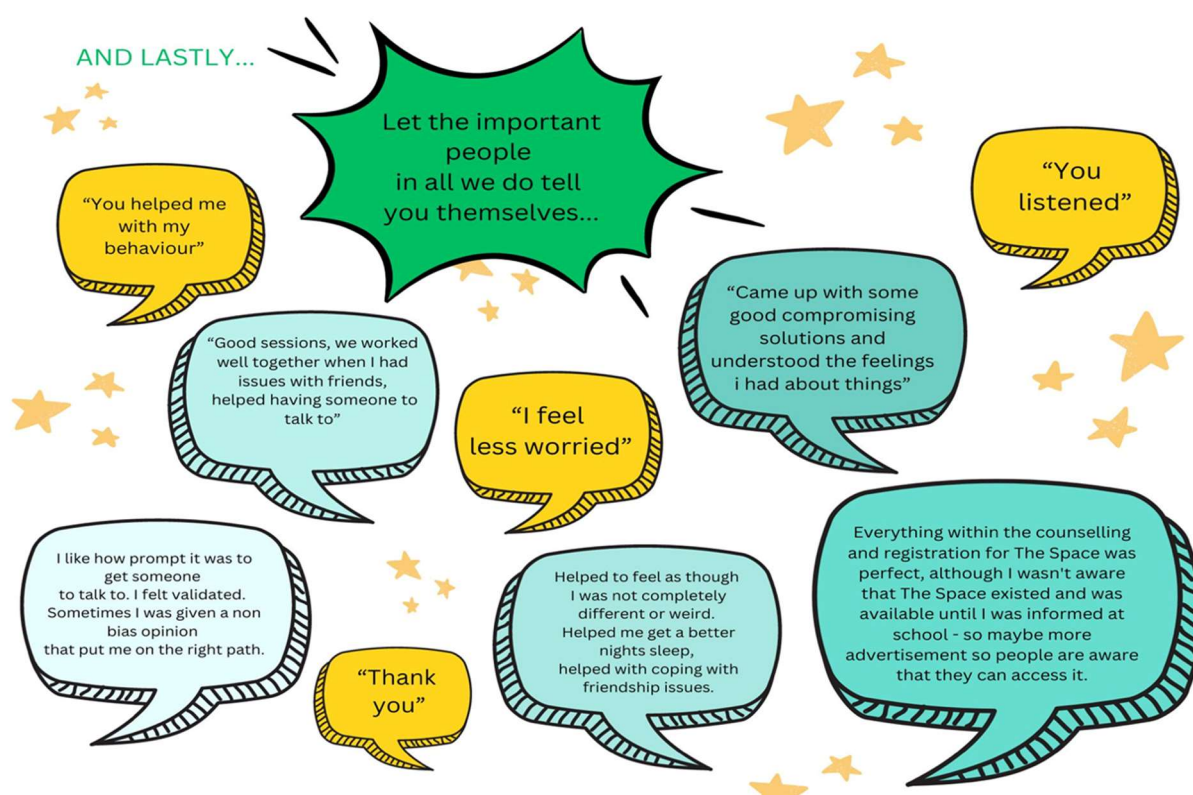 AND LASTLY...
Let the important
people
in all we do tell
you themselves...
“You
listened”
“You helped me
with my
behaviour”
“Came up with some
good compromising
solutions and
understood the feelings
i had about things”
“Good sessions, we worked
well together when I had
issues with friends,
helped having someone to
talk to”
“I feel
less worried”
I like how prompt it was to
get someone
to talk to. I felt validated.
Sometimes I was given a non
bias opinion
that put me on the right path.
“Thank
you”
Helped to feel as though
I was not completely
different or weird.
Helped me get a better
nights sleep,
helped with coping with
friendship issues.
Everything within the counselling
and registration for The Space was
perfect, although I wasn't aware
that The Space existed and was
available until I was informed at
school - so maybe more
advertisement so people are aware
that they can access it.